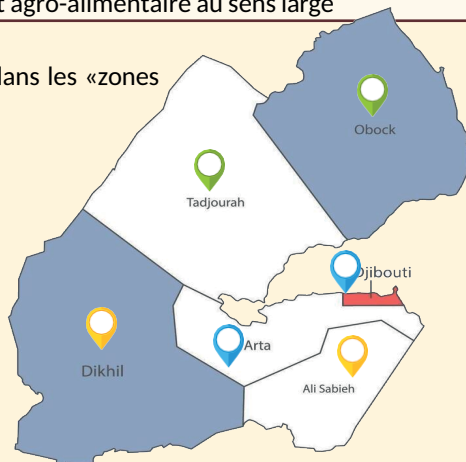 t agro-alimentaire au sens large
dans les «zones
Obock
Tadjourah
Djibouti
Arta
Dikhil
Ali Sabieh